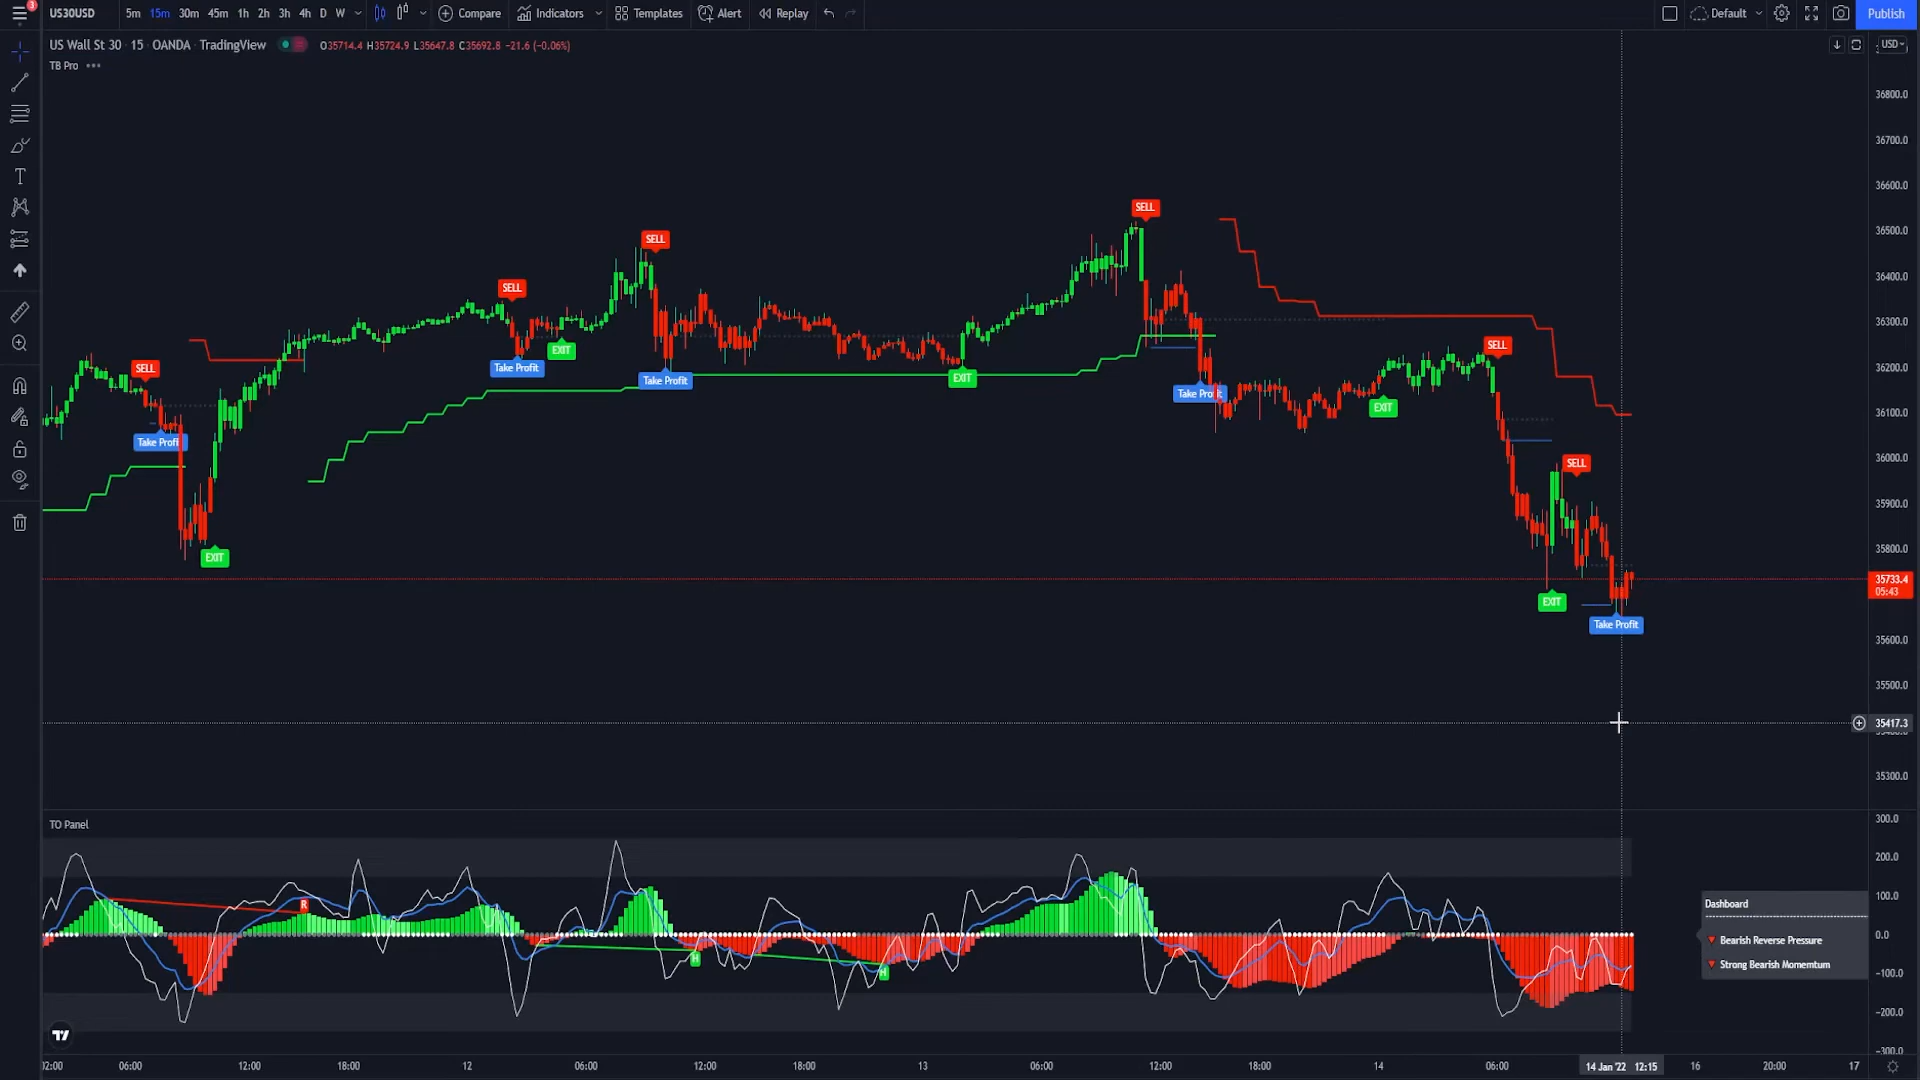 3
US30USD 5m 15m 30m 45m 1h 2h 3h 4h D W Compare Indicators Templates Alert Replay Default Publish
US Wall St 30 · 15 · OANDA · TradingView O35714.4 H35724.9 L35647.8 C35692.8 -21.6 (-0.06%) USD
TB Pro
36800.0
36700.0
36600.0
SELL
36500.0
SELL
36400.0
SELL
36300.0
SELL
EXIT
SELL
Take Profit
36200.0
Take Profit
EXIT
Take Profit
EXIT
36100.0
Take Profit
36000.0
SELL
35900.0
35800.0
EXIT
35733.4
05:43
EXIT
Take Profit
35600.0
35500.0
35417.3
35300.0
TO Panel
300.0
200.0
100.0
R
Dashboard
0.0
Bearish Reverse Pressure
H
Strong Bearish Momemtum
H
-100.0
-200.0
-300.0
06:00 12:00 18:00 12 06:00 12:00 18:00 13 06:00 12:00 18:00 14 06:00 14 Jan '22 12:15 16 20:00 17